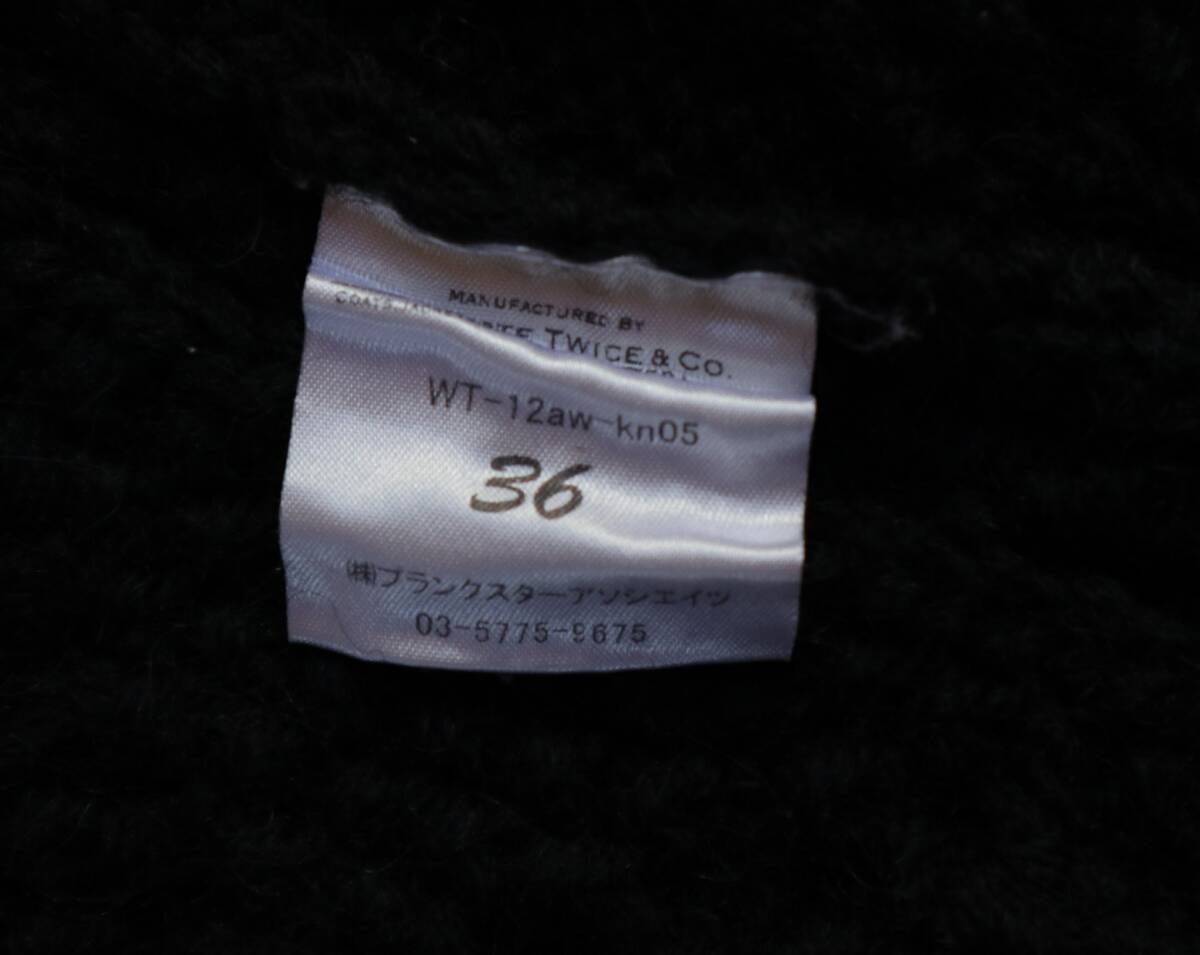 MANUFACTURED BY
TWICE & CO.
WT-12aw-kn05
36
㈱ブランクスターアソシエイツ
03-5775-9675